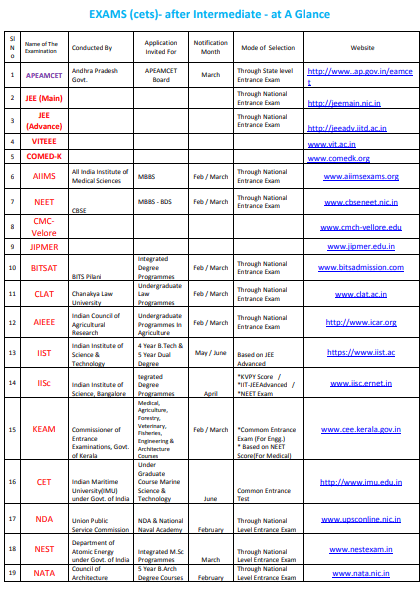 EXAMS (cets)- after Intermediate - at A Glance
Sl
N
o
Name of The
Examination
Conducted By
Application
Invited For
Notification
Month
Mode of Selection
Website
1
APEAMCET
Andhra Pradesh
Govt.
APEAMCET
Board
March
Through State level
Entrance Exam
http://www..ap.gov.in/eamce
t
2
JEE (Main)
Through National
Entrance Exam
http://jeemain.nic.in
3
JEE
(Advance)
Through National
Entrance Exam
http://jeeadv.iitd.ac.in
4
VITEEE
www.vit.ac.in
5
COMED-K
www.comedk.org
6
AIIMS
All India Institute of
Medical Sciences
MBBS
Feb / March
Through National
Entrance Exam
www.aiimsexams.org
7
NEET
CBSE
MBBS - BDS
Feb / March
Through National
Entrance Exam
www.cbseneet.nic.in
8
CMC-
Velore
www.cmch-vellore.edu
9
JIPMER
www.jipmer.edu.in
10
BITSAT
BITS Pilani
Integrated
Degree
Programmes
Feb / March
Through National
Entrance Exam
www.bitsadmission.com
11
CLAT
Chanakya Law
University
Undergraduate
Law
Programmes
Feb / March
Through National
Entrance Exam
www.clat.ac.in
12
AIEEE
Indian Council of
Agricultural
Research
Undergraduate
Programmes In
Agriculture
Feb / March
Through National
Entrance Exam
http://www.icar.org
13
IIST
Indian Institute of
Science &
Technology
4 Year B.Tech &
5 Year Dual
Degree
May / June
Based on JEE
Advanced
https://www.iist.ac
14
IISc
Indian Institute of
Science, Bangalore
tegrated
Degree
Programmes
April
*KVPY Score /
*IIT-JEEAdvanced /
*NEET Exam
www.iisc.ernet.in
15
KEAM
Commissioner of
Entrance
Examinations, Govt.
of Kerala
Medical,
Agriculture,
Forestry,
Veterinary,
Fisheries,
Engineering &
Architecture
Courses
Feb / March
*Commom Entrance
Exam (For Engg.)
* Based on NEET
Score(For Medical)
www.cee.kerala.gov.in
16
CET
Indian Maritime
University(IMU)
under Govt. of India
Under
Graduate
Course Marine
Science &
Technology
June
Common Entrance
Test
http://www.imu.edu.in
17
NDA
Union Public
Service Commission
NDA & National
Naval Academy
February
Through National
Level Entrance Exam
www.upsconline.nic.in
18
NEST
Department of
Atomic Energy
under Govt. of India
Integrated M.Sc
Programmes
March
Through National
Level Entrance Exam
www.nestexam.in
19
NATA
Council of
Architecture
5 Year B.Arch
Degree Courses
February
Through National
Level Entrance Exam
www.nata.nic.in